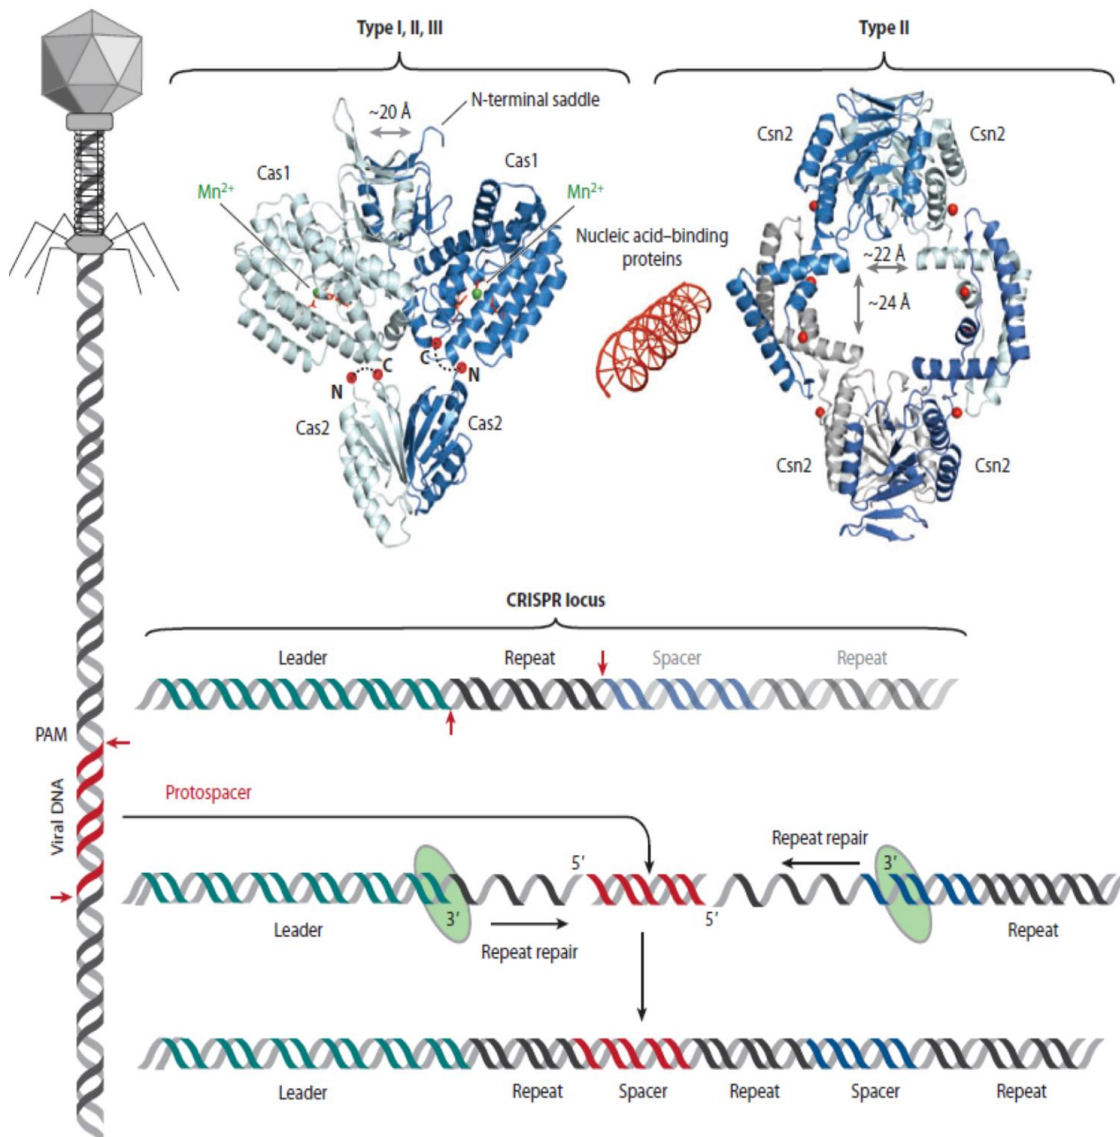 Type I, II, III
Type II
~20 Å
N-terminal saddle
Cas1
Cas1
Mn²⁺
Mn²⁺
C
C
N
N
Cas2
Cas2
Nucleic acid–binding
proteins
Csn2
Csn2
~22 Å
~24 Å
Csn2
Csn2
CRISPR locus
Leader
Repeat
Spacer
Repeat
PAM
Viral DNA
Protospacer
Repeat repair
5′
3′
3′
5′
Leader
Repeat repair
Repeat
Leader
Repeat
Spacer
Repeat
Spacer
Repeat